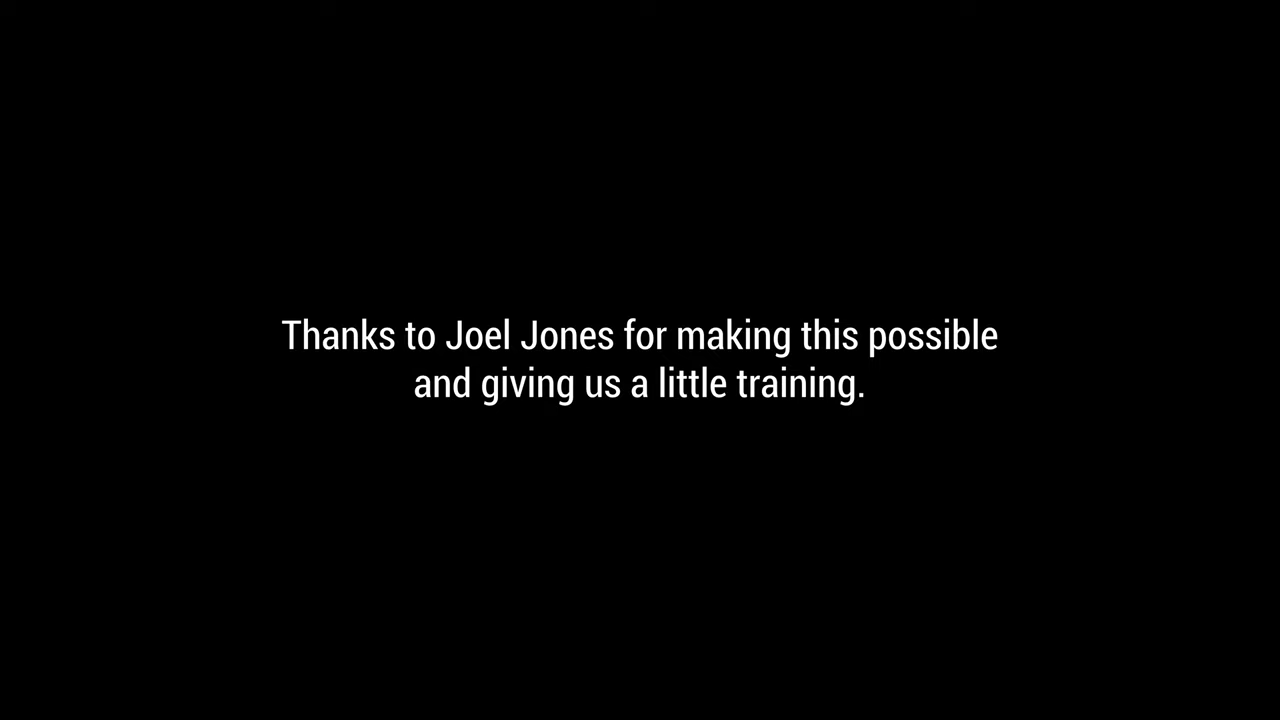 Thanks to Joel Jones for making this possible
and giving us a little training.